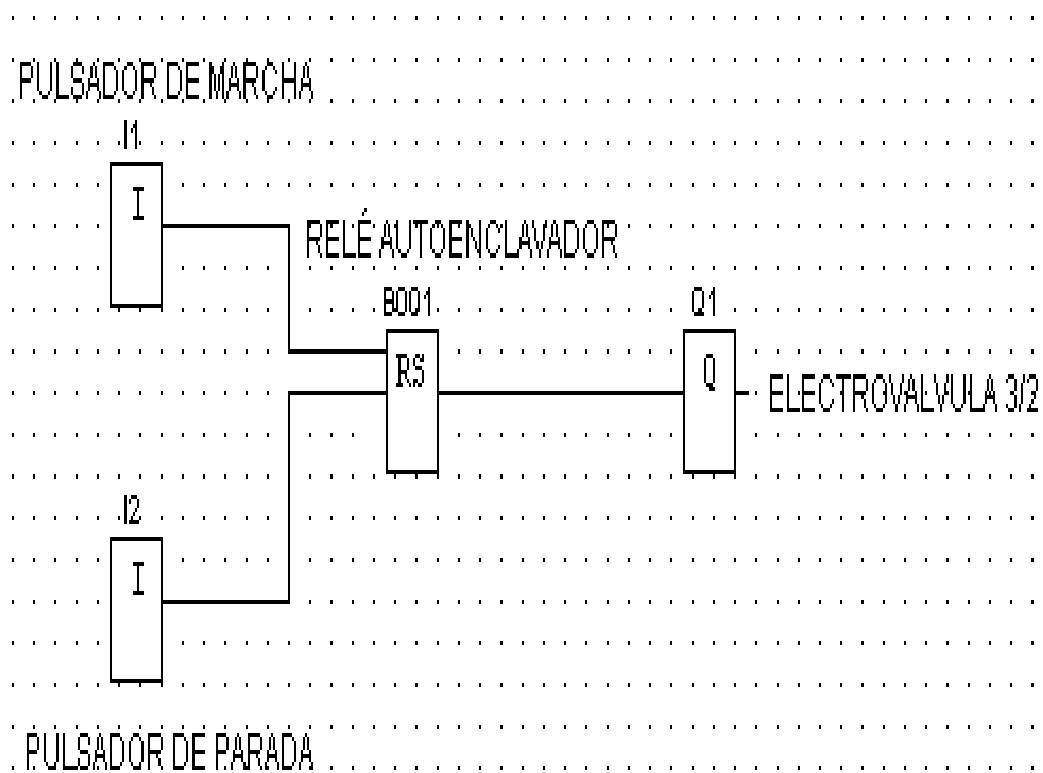 PULSADOR DE MARCHA
I1
I
RELÉ AUTOENCLAVADOR
B001
RS
Q1
Q
ELECTROVALVULA 3/2
I2
I
PULSADOR DE PARADA